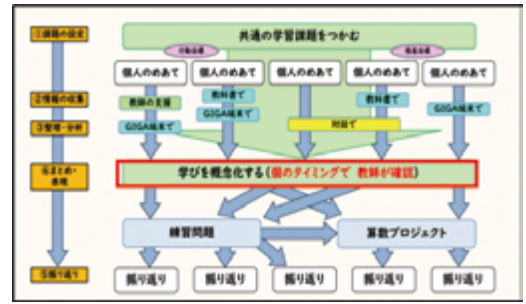 ①課題の設定
共通の学習課題をつかむ
個人のめあて
個人のめあて
個人のめあて
個人のめあて
個人のめあて
②情報の収集
教師の支援
教科書で
教科書で
GIGA端末で
GIGA端末で
③整理・分析
GIGA端末で
対話で
④まとめ・表現
学びを概念化する(個のタイミングで 教師が確認)
練習問題
算数プロジェクト
⑤振り返り
振り返り
振り返り
振り返り
振り返り
振り返り